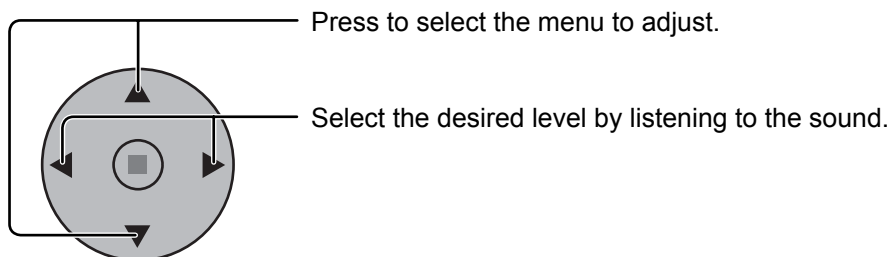 Press to select the menu to adjust.
Select the desired level by listening to the sound.